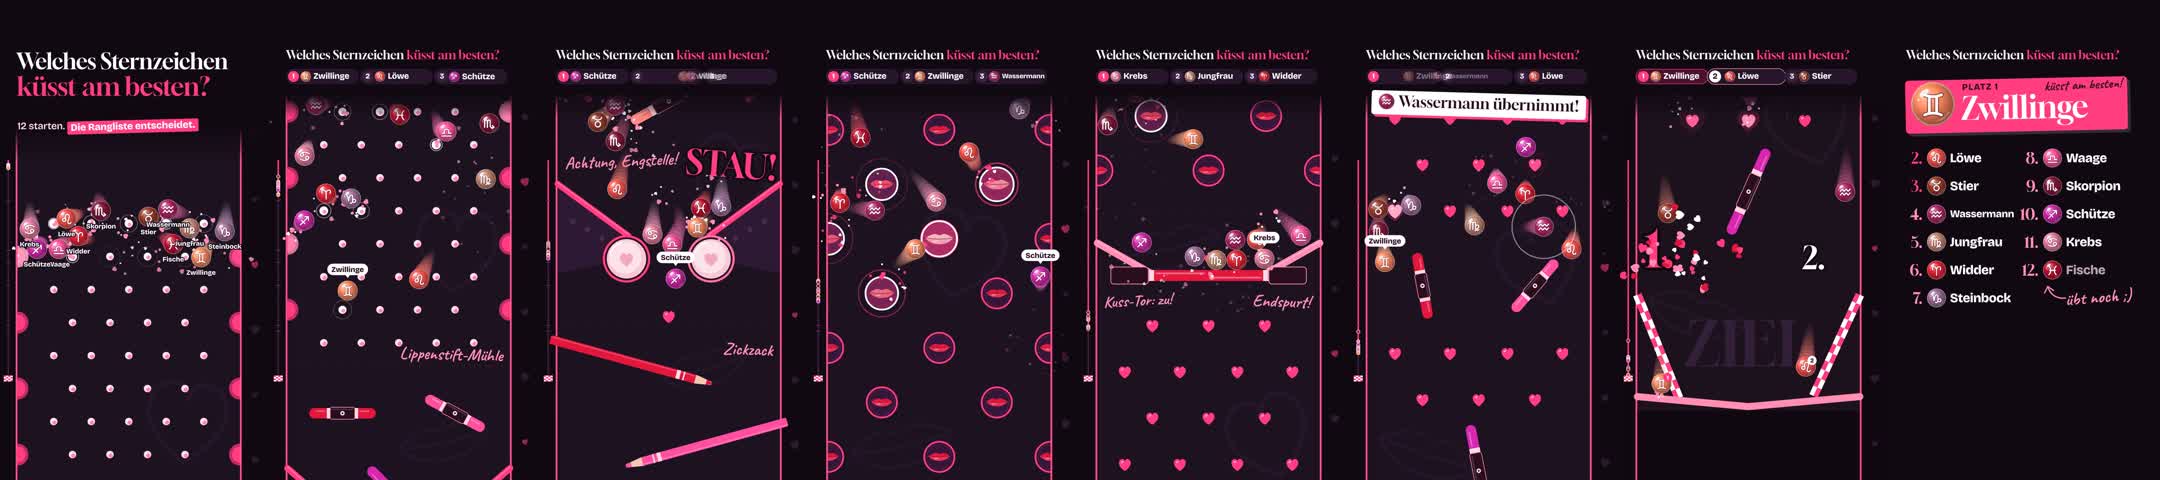 Welches Sternzeichen
küsst am besten?
12 starten. Die Rangliste entscheidet.
Skorpion
Wassermann
Stier
Löwe
Krebs
Jungfrau
Steinbock
Widder
Fische
SchützeWaage
Zwillinge
Welches Sternzeichen küsst am besten?
1 Zwillinge 2 Löwe 3 Schütze
Zwillinge
Lippenstift-Mühle
Welches Sternzeichen küsst am besten?
1 Schütze 2
Achtung, Engstelle! STAU!
Schütze
Zickzack
Welches Sternzeichen küsst am besten?
1 Schütze 2 Zwillinge 3 Wassermann
Schütze
Welches Sternzeichen küsst am besten?
1 Krebs 2 Jungfrau 3 Widder
Krebs
Kuss-Tor: zu! Endspurt!
Welches Sternzeichen küsst am besten?
1 3 Löwe
Wassermann übernimmt!
Zwillinge
Welches Sternzeichen küsst am besten?
1 Zwillinge 2 Löwe 3 Stier
2.
ZIEL
2
Welches Sternzeichen küsst am besten?
PLATZ 1 küsst am besten!
Zwillinge
2. Löwe
3. Stier
4. Wassermann
5. Jungfrau
6. Widder
7. Steinbock
8. Waage
9. Skorpion
10. Schütze
11. Krebs
12. Fische
übt noch ;)